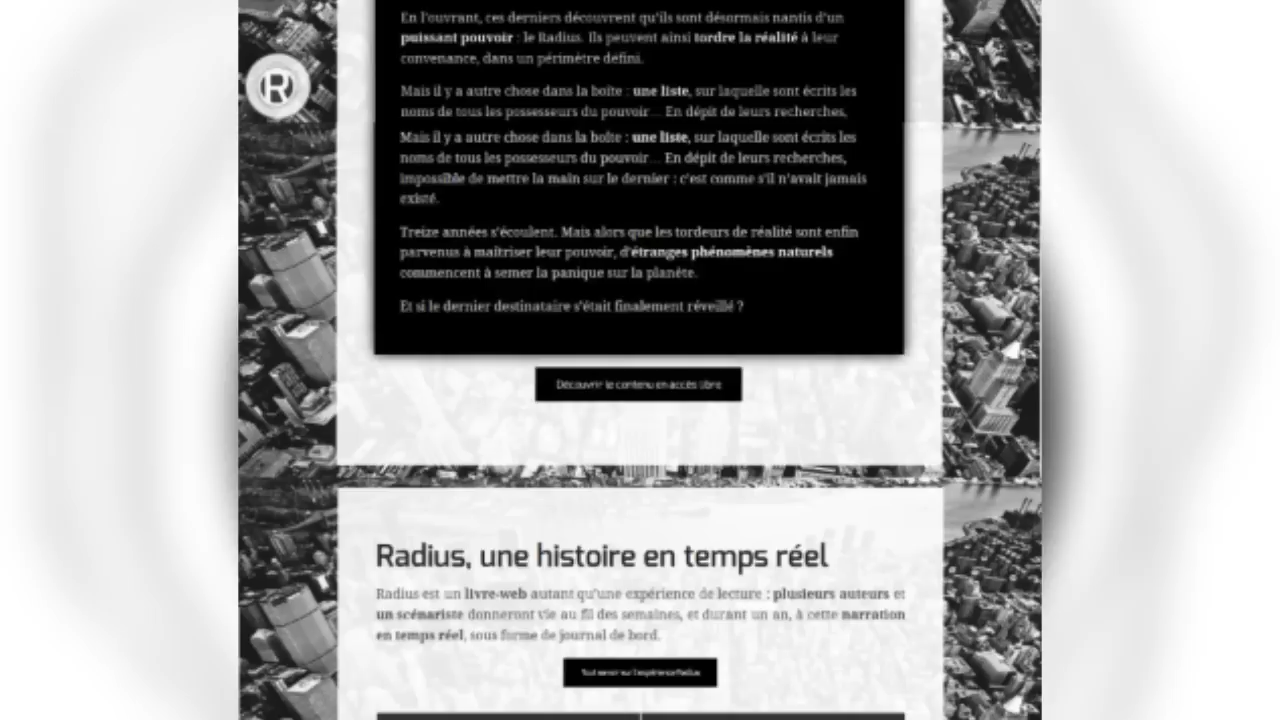 R
En l'ouvrant, ces derniers découvrent qu'ils sont désormais nantis d'un
puissant pouvoir : le Radius. Ils peuvent ainsi tordre la réalité à leur
convenance, dans un périmètre défini.
Mais il y a autre chose dans la boîte : une liste, sur laquelle sont écrits les
noms de tous les possesseurs du pouvoir... En dépit de leurs recherches,
Mais il y a autre chose dans la boîte : une liste, sur laquelle sont écrits les
noms de tous les possesseurs du pouvoir... En dépit de leurs recherches,
impossible de mettre la main sur le dernier : c'est comme s'il n'avait jamais
existé.
Treize années s'écoulent. Mais alors que les tordeurs de réalité sont enfin
parvenus à maîtriser leur pouvoir, d'étranges phénomènes naturels
commencent à semer la panique sur la planète.
Et si le dernier destinataire s'était finalement réveillé ?
Découvrir le contenu en accès libre
Radius, une histoire en temps réel
Radius est un livre-web autant qu'une expérience de lecture : plusieurs auteurs et
un scénariste donneront vie au fil des semaines, et durant un an, à cette narration
en temps réel, sous forme de journal de bord.
Tout savoir sur l'expérience Radius